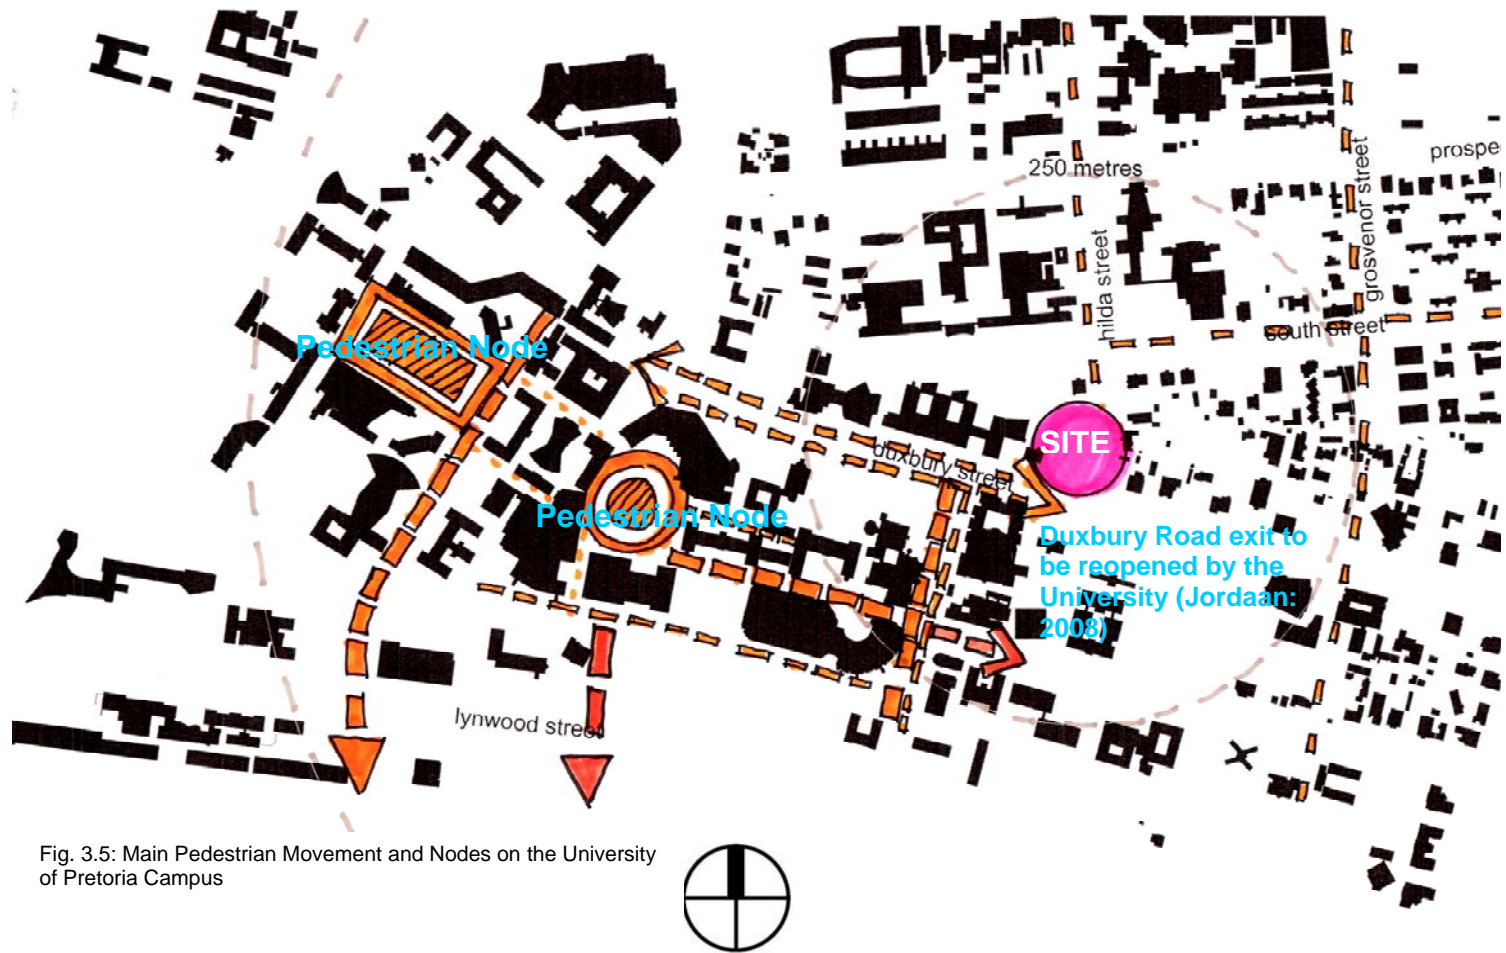 250 metres
prospe
grosvenor street
hilda street
south street
Pedestrian Node
SITE
duxbury street
Pedestrian Node
Duxbury Road exit to
be reopened by the
University (Jordaan:
2008)
lynwood street
Fig. 3.5: Main Pedestrian Movement and Nodes on the University
of Pretoria Campus